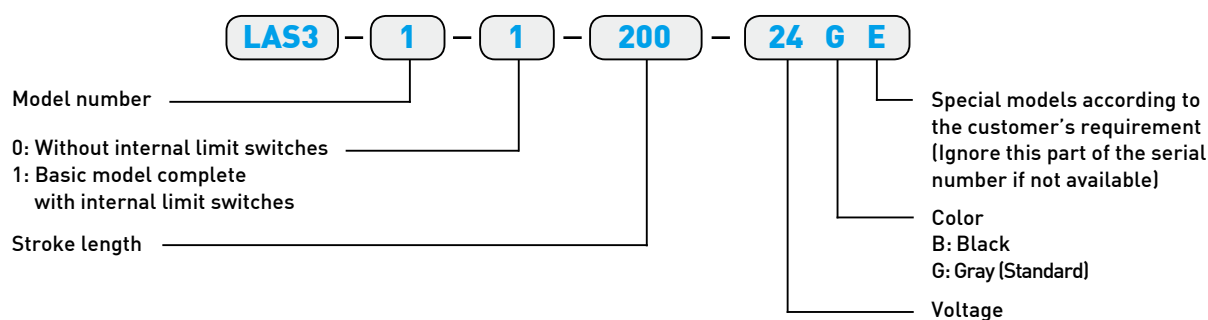 LAS3 – 1 – 1 – 200 – 24 G E
Model number
0: Without internal limit switches
1: Basic model complete
with internal limit switches
Stroke length
Special models according to
the customer's requirement
(Ignore this part of the serial
number if not available)
Color
B: Black
G: Gray (Standard)
Voltage